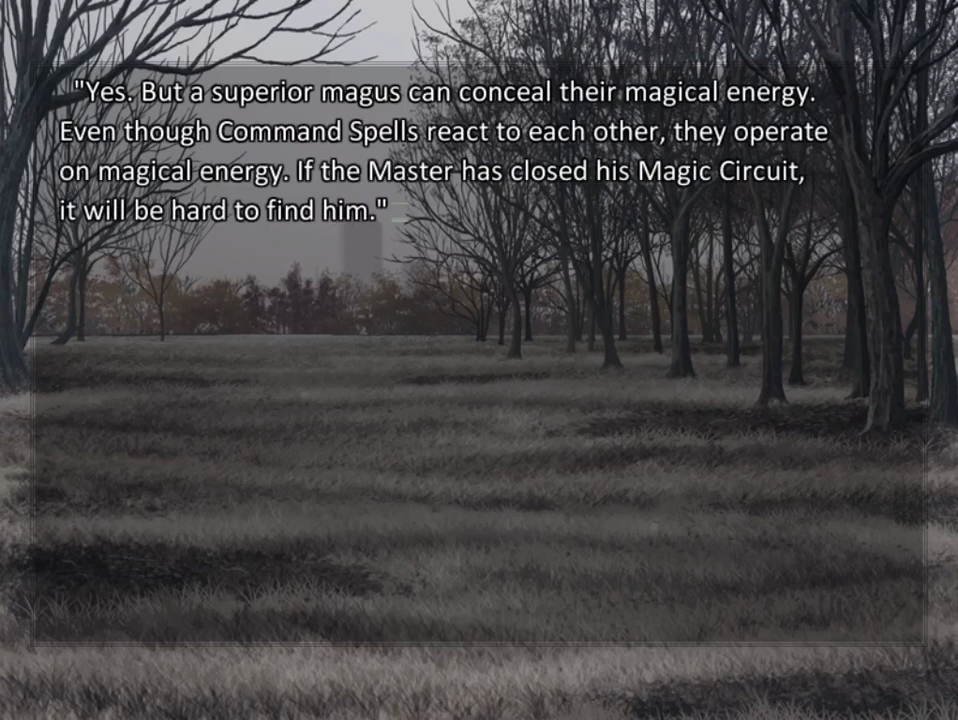 "Yes. But a superior magus can conceal their magical energy.
Even though Command Spells react to each other, they operate
on magical energy. If the Master has closed his Magic Circuit,
it will be hard to find him."